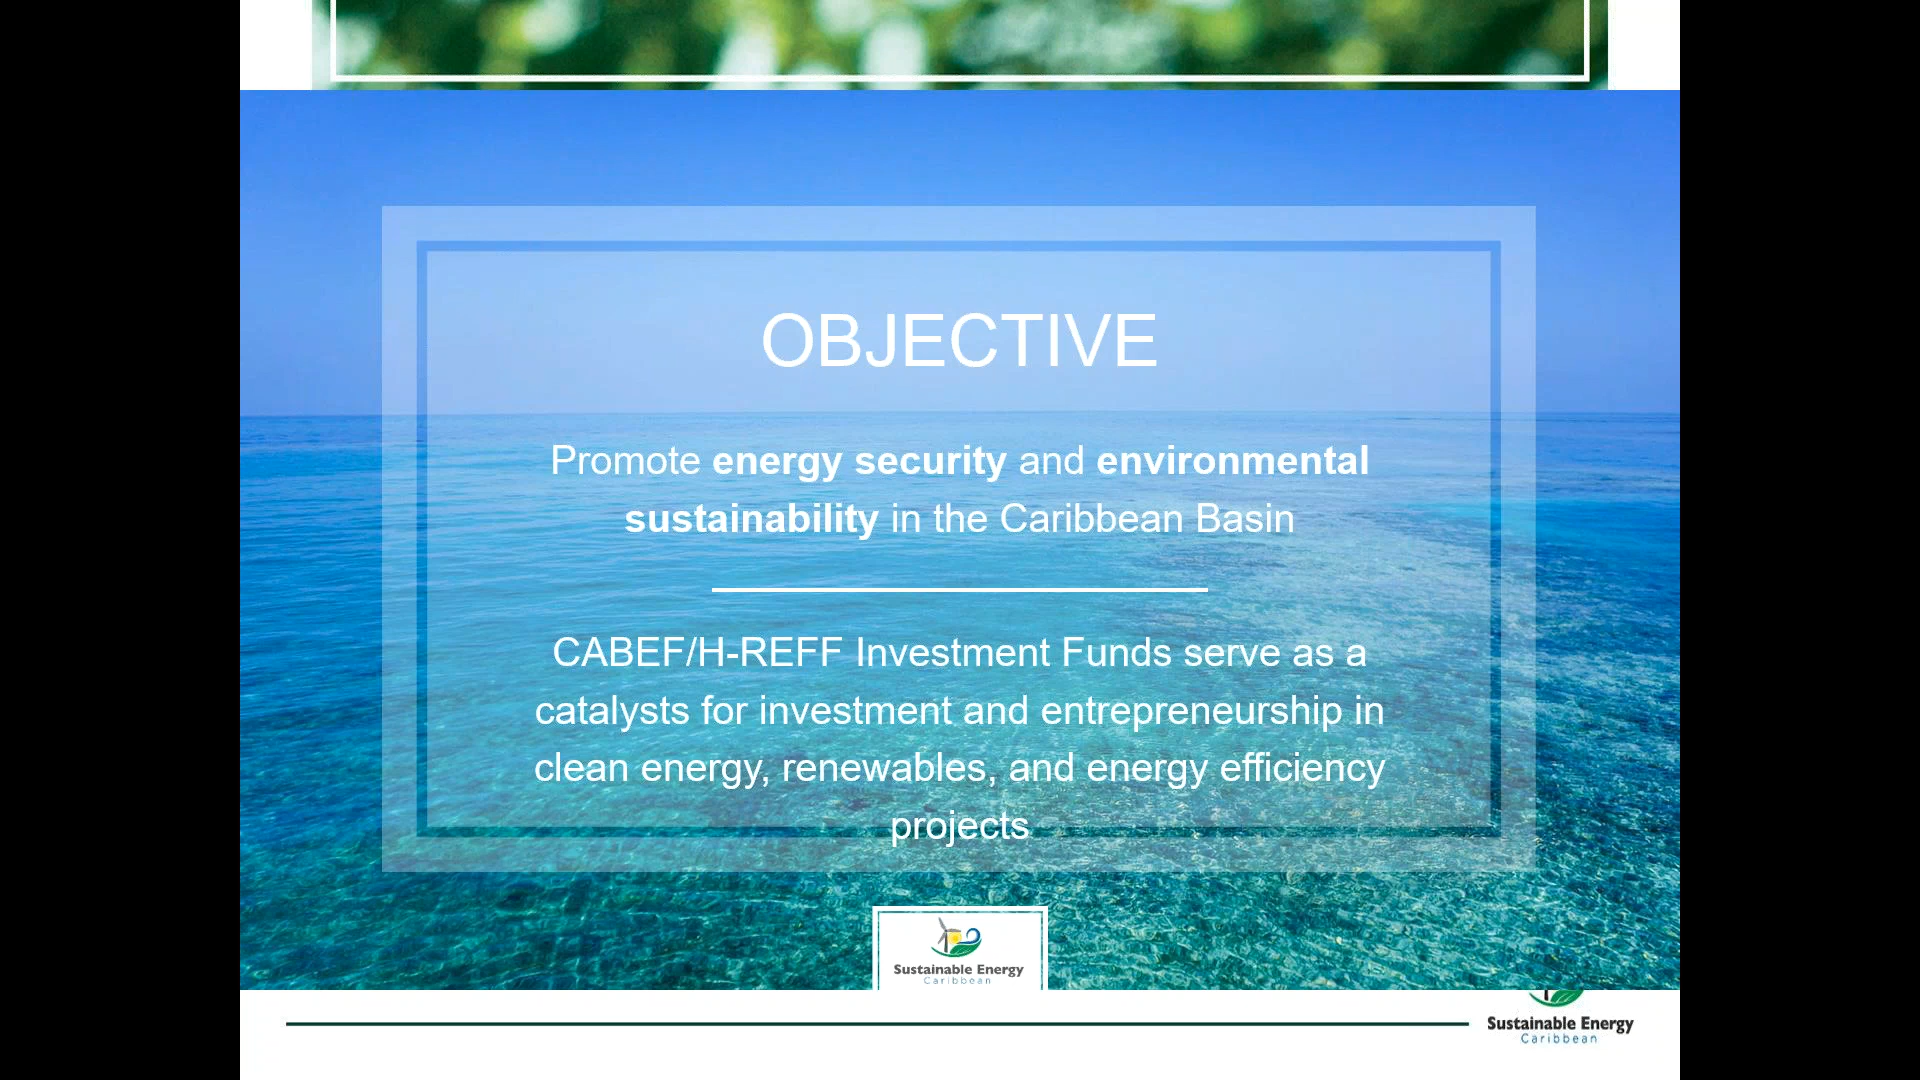 OBJECTIVE
Promote energy security and environmental
sustainability in the Caribbean Basin
CABEF/H-REFF Investment Funds serve as a
catalysts for investment and entrepreneurship in
clean energy, renewables, and energy efficiency
projects
Sustainable Energy
Caribbean
Sustainable Energy
Caribbean